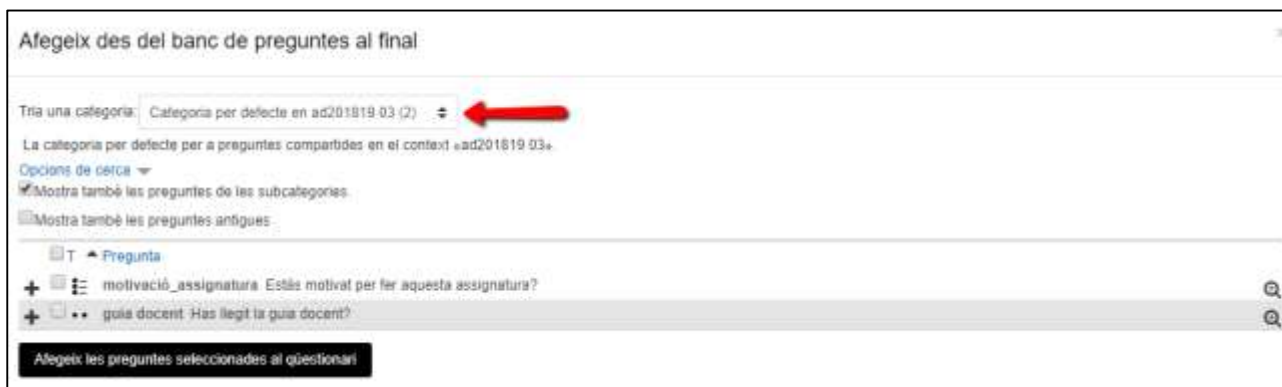 Afegeix des del banc de preguntes al final
Tria una categoria: Categoria per defecte en ad201819 03 (2)
La categoria per defecte per a preguntes compartides en el context «ad201819 03»
Opcions de cerca
Mostra també les preguntes de les subcategories
Mostra també les preguntes antigues
T Pregunta
motivació_assignatura Estàs motivat per fer aquesta assignatura?
guia docent Has llegit la guia docent?
Afegeix les preguntes seleccionades al qüestionari